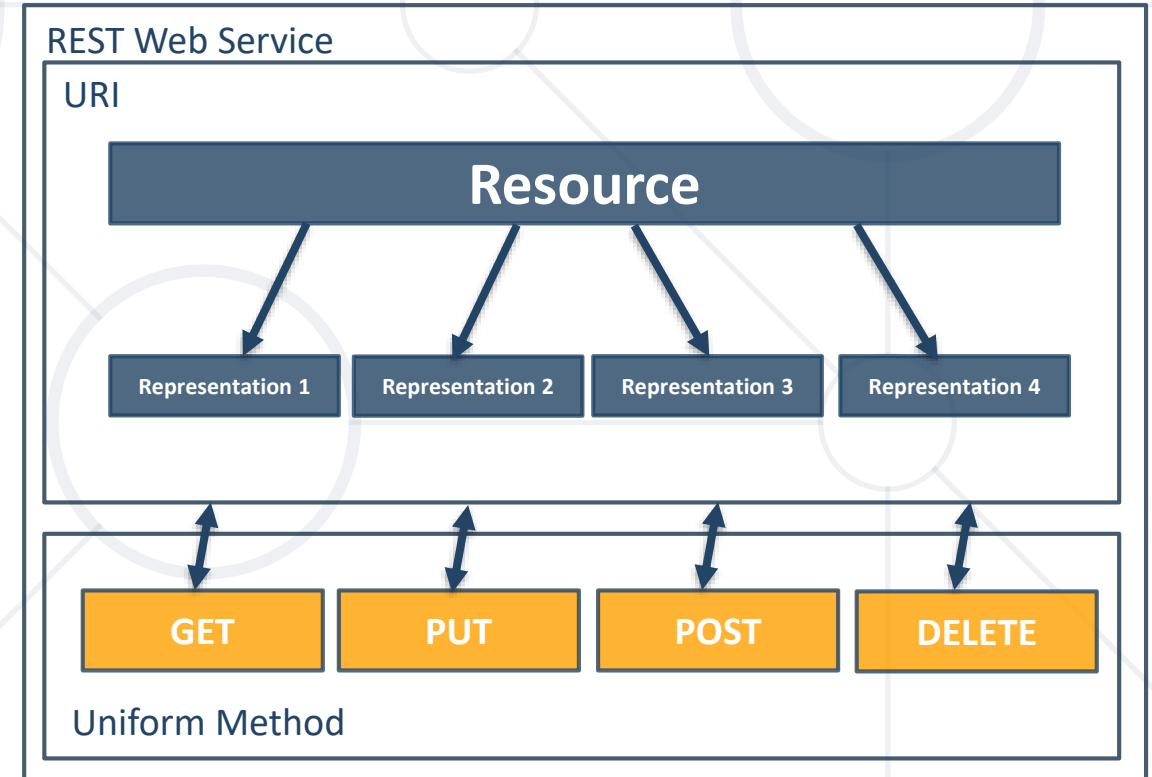 REST Web Service
URI
Resource
Representation 1
Representation 2
Representation 3
Representation 4
GET
PUT
POST
DELETE
Uniform Method